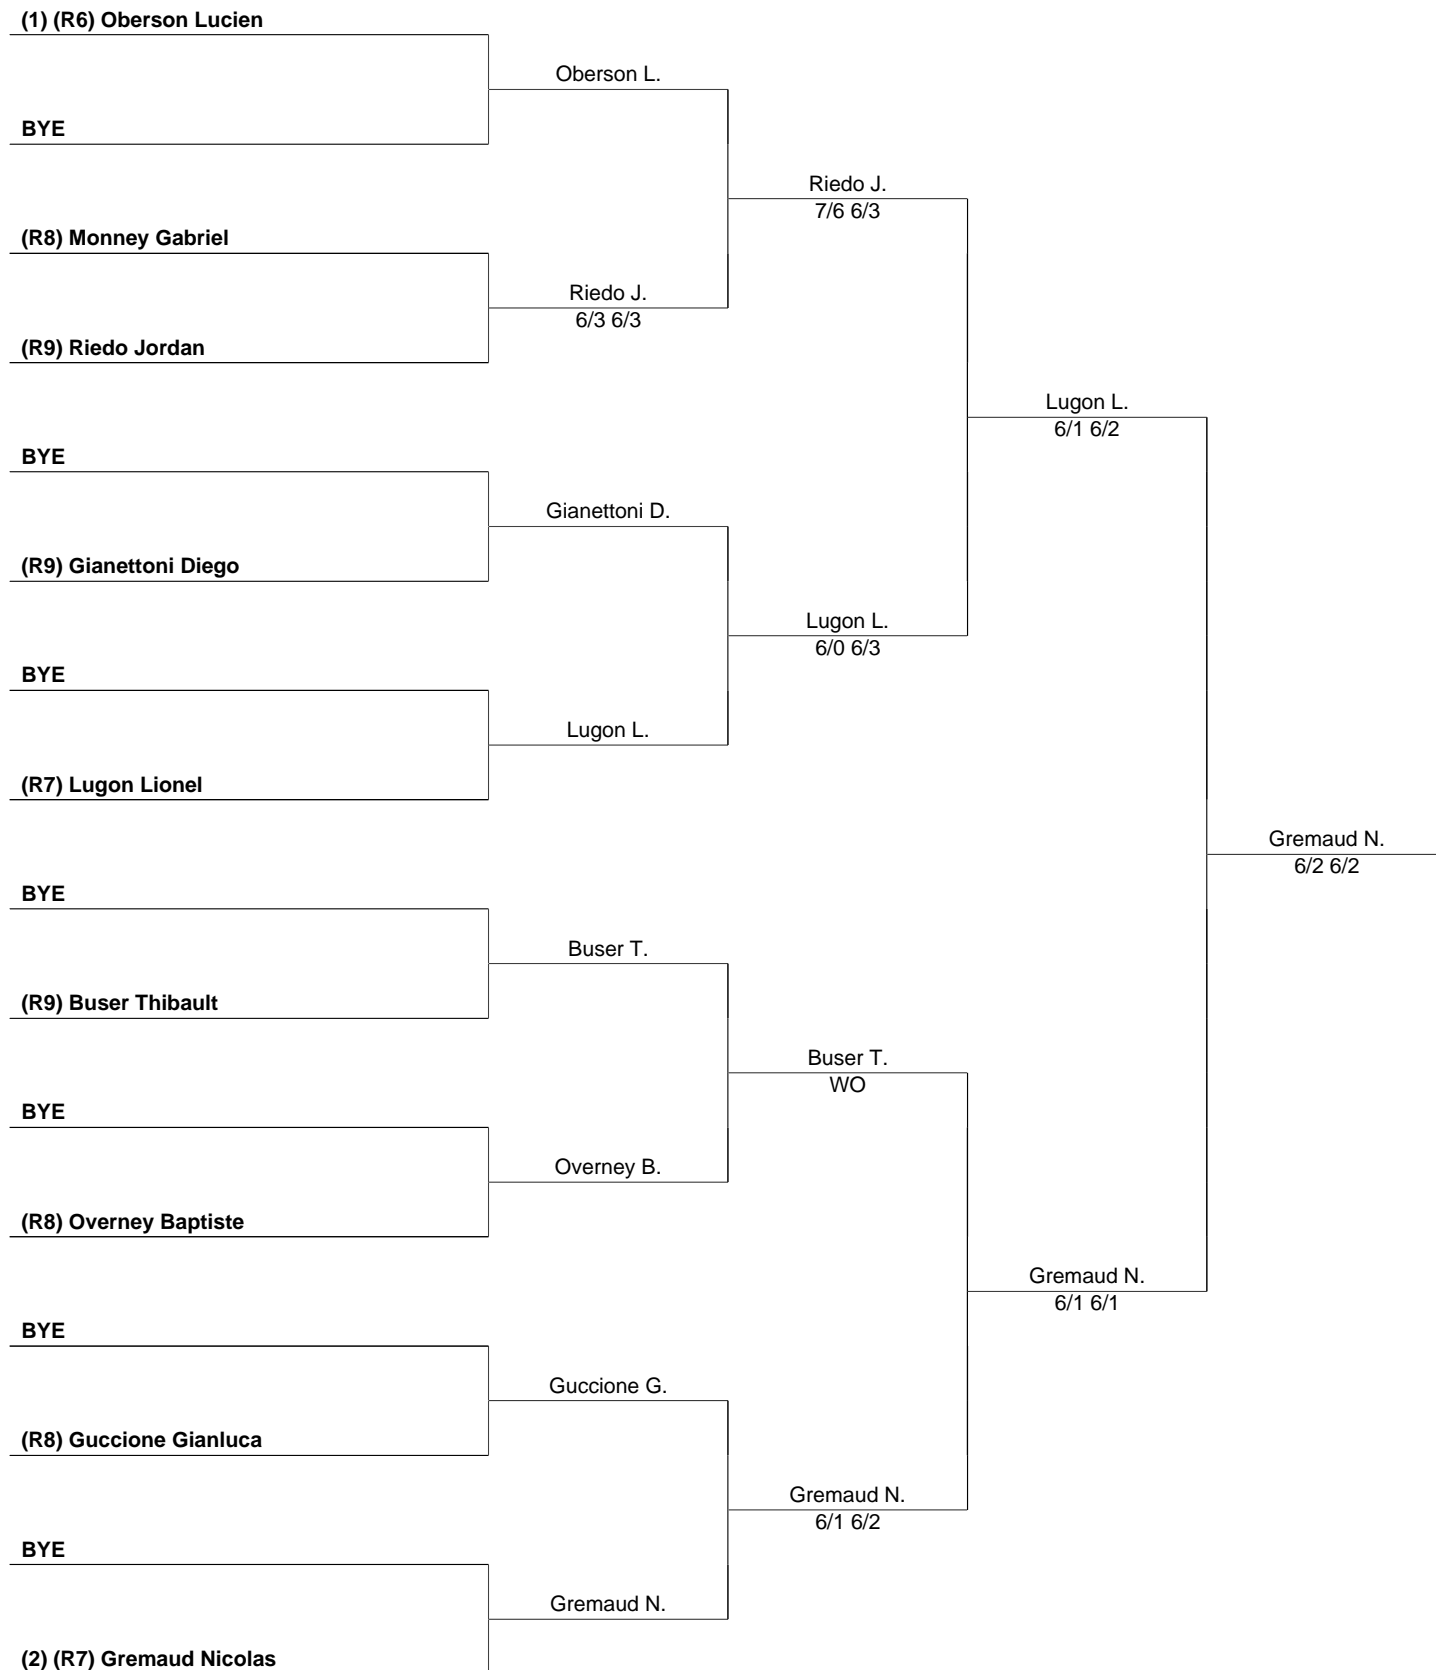 (1) (R6) Oberson Lucien
Oberson L.
BYE
Riedo J.
7/6 6/3
(R8) Monney Gabriel
Riedo J.
6/3 6/3
(R9) Riedo Jordan
Lugon L.
6/1 6/2
BYE
Gianettoni D.
(R9) Gianettoni Diego
Lugon L.
6/0 6/3
BYE
Lugon L.
(R7) Lugon Lionel
Gremaud N.
6/2 6/2
BYE
Buser T.
(R9) Buser Thibault
Buser T.
WO
BYE
Overney B.
(R8) Overney Baptiste
Gremaud N.
6/1 6/1
BYE
Guccione G.
(R8) Guccione Gianluca
Gremaud N.
6/1 6/2
BYE
Gremaud N.
(2) (R7) Gremaud Nicolas